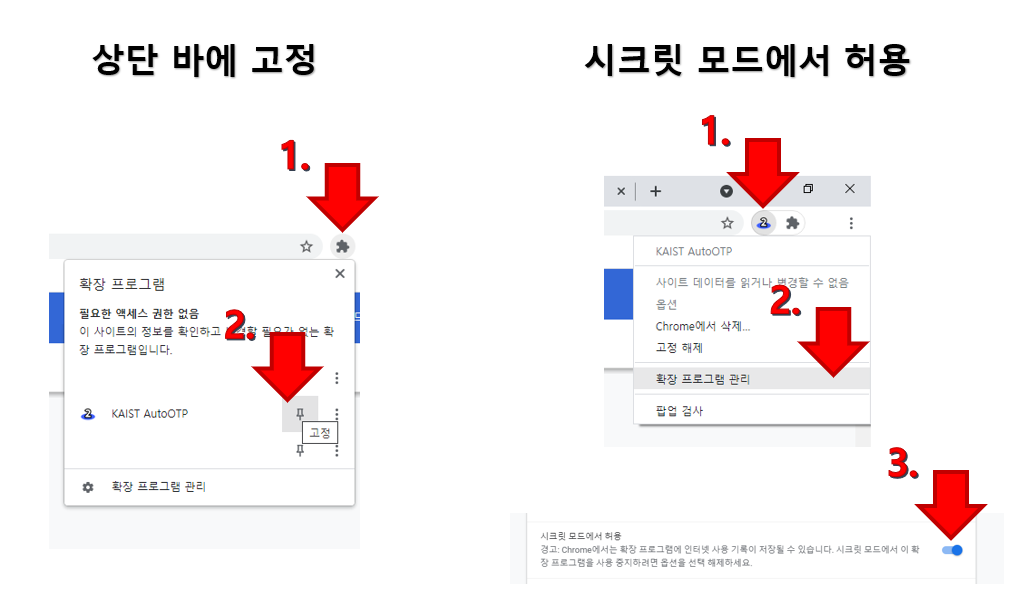 상단 바에 고정
1.
확장 프로그램
필요한 액세스 권한 없음
이 사이트의 정보를 확인하고 필요가 없는 확
장 프로그램입니다.
2.
KAIST AutoOTP
고정
확장 프로그램 관리
시크릿 모드에서 허용
1.
KAIST AutoOTP
사이트 데이터를 읽거나 변경할 수 없음
옵션
2.
Chrome에서 삭제...
고정 해제
확장 프로그램 관리
팝업 검사
3.
시크릿 모드에서 허용
경고: Chrome에서는 확장 프로그램에 인터넷 사용 기록이 저장될 수 있습니다. 시크릿 모드에서 이 확
장 프로그램을 사용 중지하려면 옵션을 선택 해제하세요.